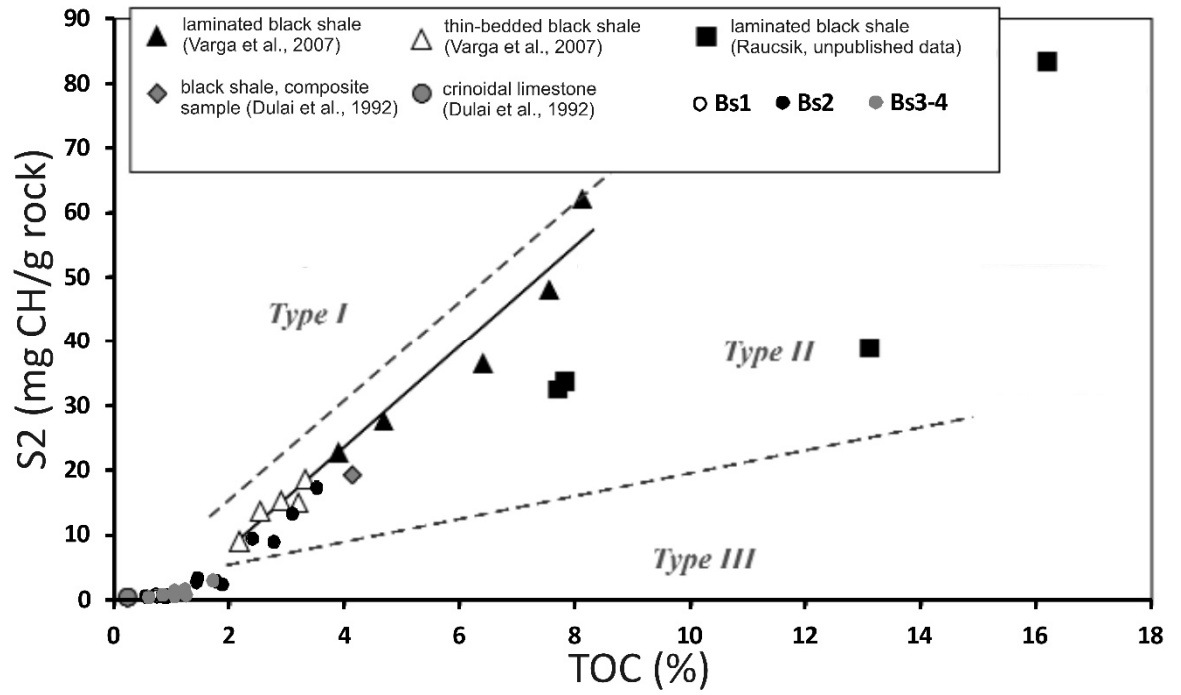 laminated black shale
(Varga et al., 2007)
thin-bedded black shale
(Varga et al., 2007)
laminated black shale
(Raucsik, unpublished data)
black shale, composite
sample (Dulai et al., 1992)
crinoidal limestone
(Dulai et al., 1992)
Bs1
Bs2
Bs3-4
S2 (mg CH/g rock)
90
80
70
60
50
40
30
20
10
0
Type I
Type II
Type III
0 2 4 6 8 10 12 14 16 18
TOC (%)